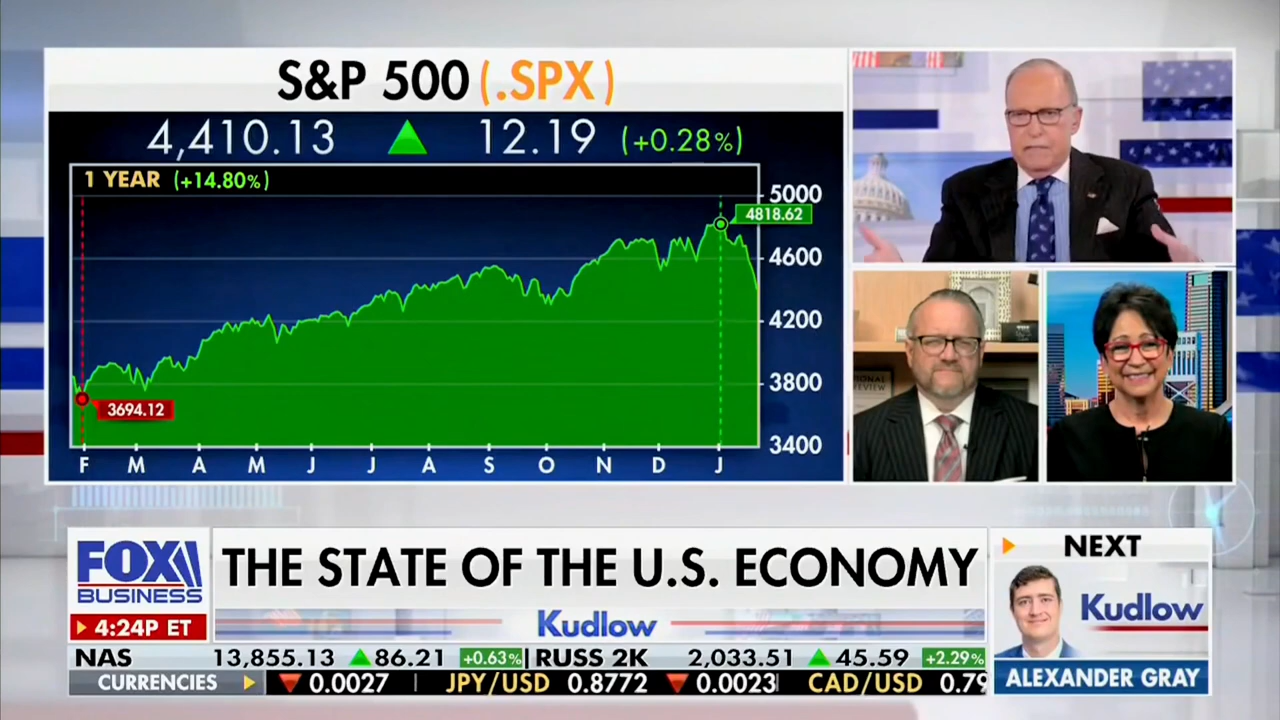 S&P 500 (.SPX)
4,410.13 ▲ 12.19 (+0.28%)
1 YEAR (+14.80%)
5000
4818.62
4600
4200
3800
3694.12
3400
F M A M J J A S O N D J
FOX
BUSINESS
4:24P ET
THE STATE OF THE U.S. ECONOMY
Kudlow
NEXT
Kudlow
ALEXANDER GRAY
NAS 13,855.13 ▲ 86.21 +0.63% RUSS 2K 2,033.51 ▲ 45.59 +2.29%
CURRENCIES ▼ 0.0027 | JPY/USD 0.8772 ▼ 0.0023 | CAD/USD 0.79